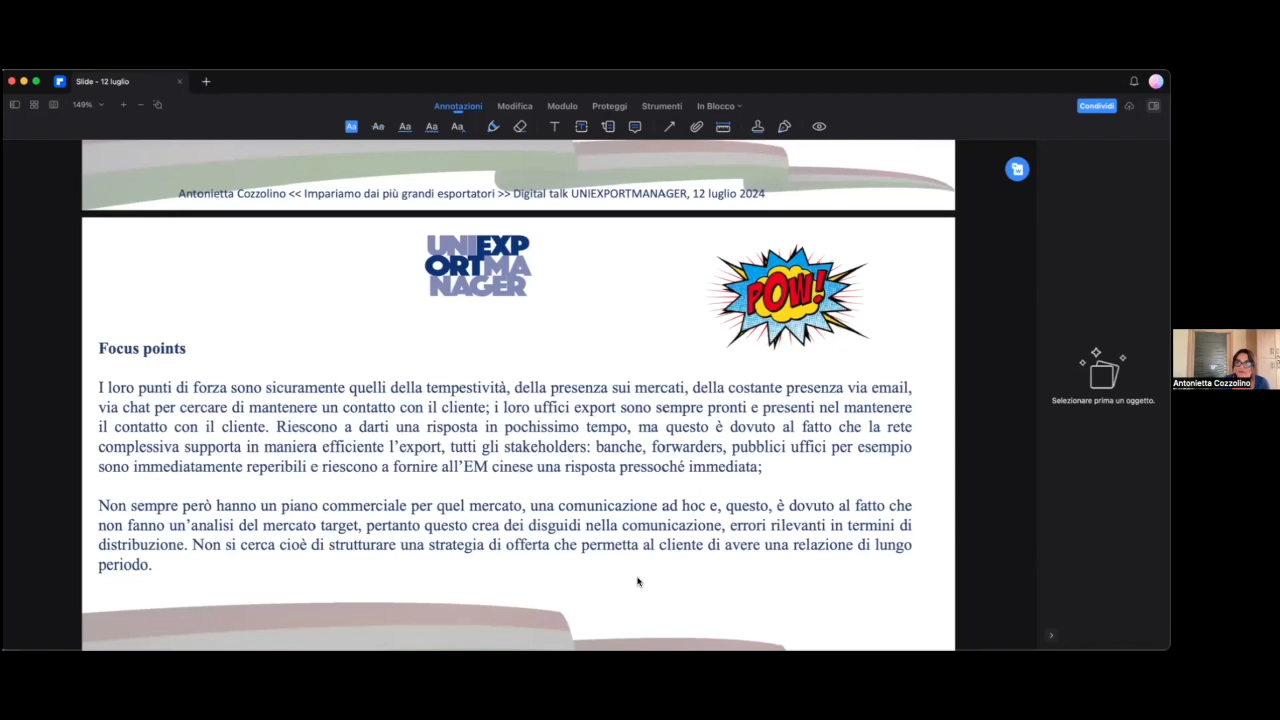 Slide - 12 luglio
149%
Annotazioni Modifica Modulo Proteggi Strumenti In Blocco
Condividi
Antonietta Cozzolino << Impariamo dai più grandi esportatori >> Digital talk UNIEXPORTMANAGER, 12 luglio 2024
UNIEXP
ORTMA
NAGER
POW!
Focus points
I loro punti di forza sono sicuramente quelli della tempestività, della presenza sui mercati, della costante presenza via email,
via chat per cercare di mantenere un contatto con il cliente; i loro uffici export sono sempre pronti e presenti nel mantenere
il contatto con il cliente. Riescono a darti una risposta in pochissimo tempo, ma questo è dovuto al fatto che la rete
complessiva supporta in maniera efficiente l'export, tutti gli stakeholders: banche, forwarders, pubblici uffici per esempio
sono immediatamente reperibili e riescono a fornire all'EM cinese una risposta pressoché immediata;
Non sempre però hanno un piano commerciale per quel mercato, una comunicazione ad hoc e, questo, è dovuto al fatto che
non fanno un'analisi del mercato target, pertanto questo crea dei disguidi nella comunicazione, errori rilevanti in termini di
distribuzione. Non si cerca cioè di strutturare una strategia di offerta che permetta al cliente di avere una relazione di lungo
periodo.
Selezionare prima un oggetto.
Antonietta Cozzolino